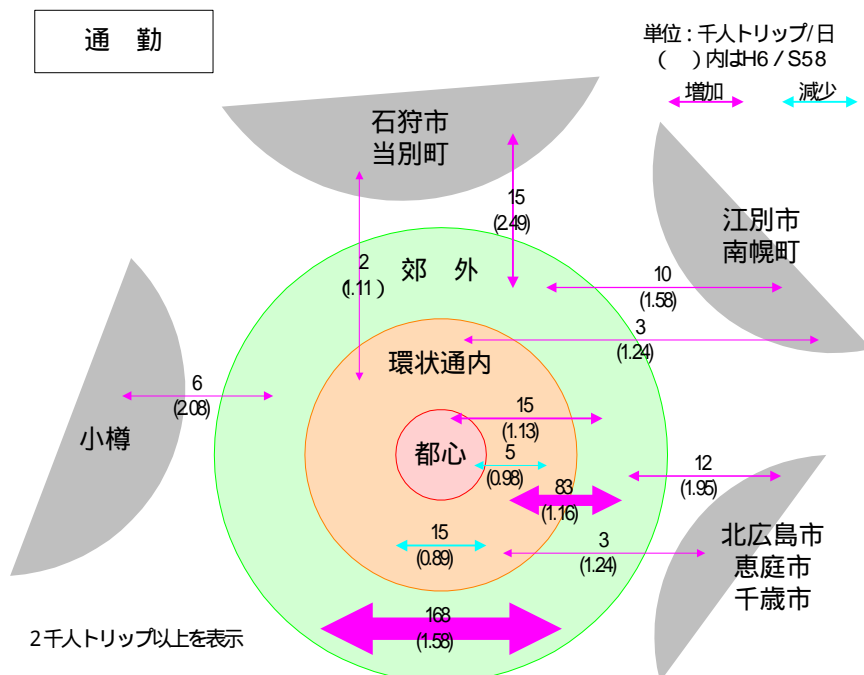 通 勤
単位：千人トリップ/日
( )内はH6／S58
増加 減少
石狩市
当別町
15
(2.49)
江別市
南幌町
2
(1.11)
郊 外
10
(1.58)
3
(1.24)
環状通内
6
(2.08)
小樽
15
(1.13)
都心
5
(0.98)
12
(1.95)
83
(1.16)
15
(0.89)
3
(1.24)
北広島市
恵庭市
千歳市
168
(1.58)
2千人トリップ以上を表示